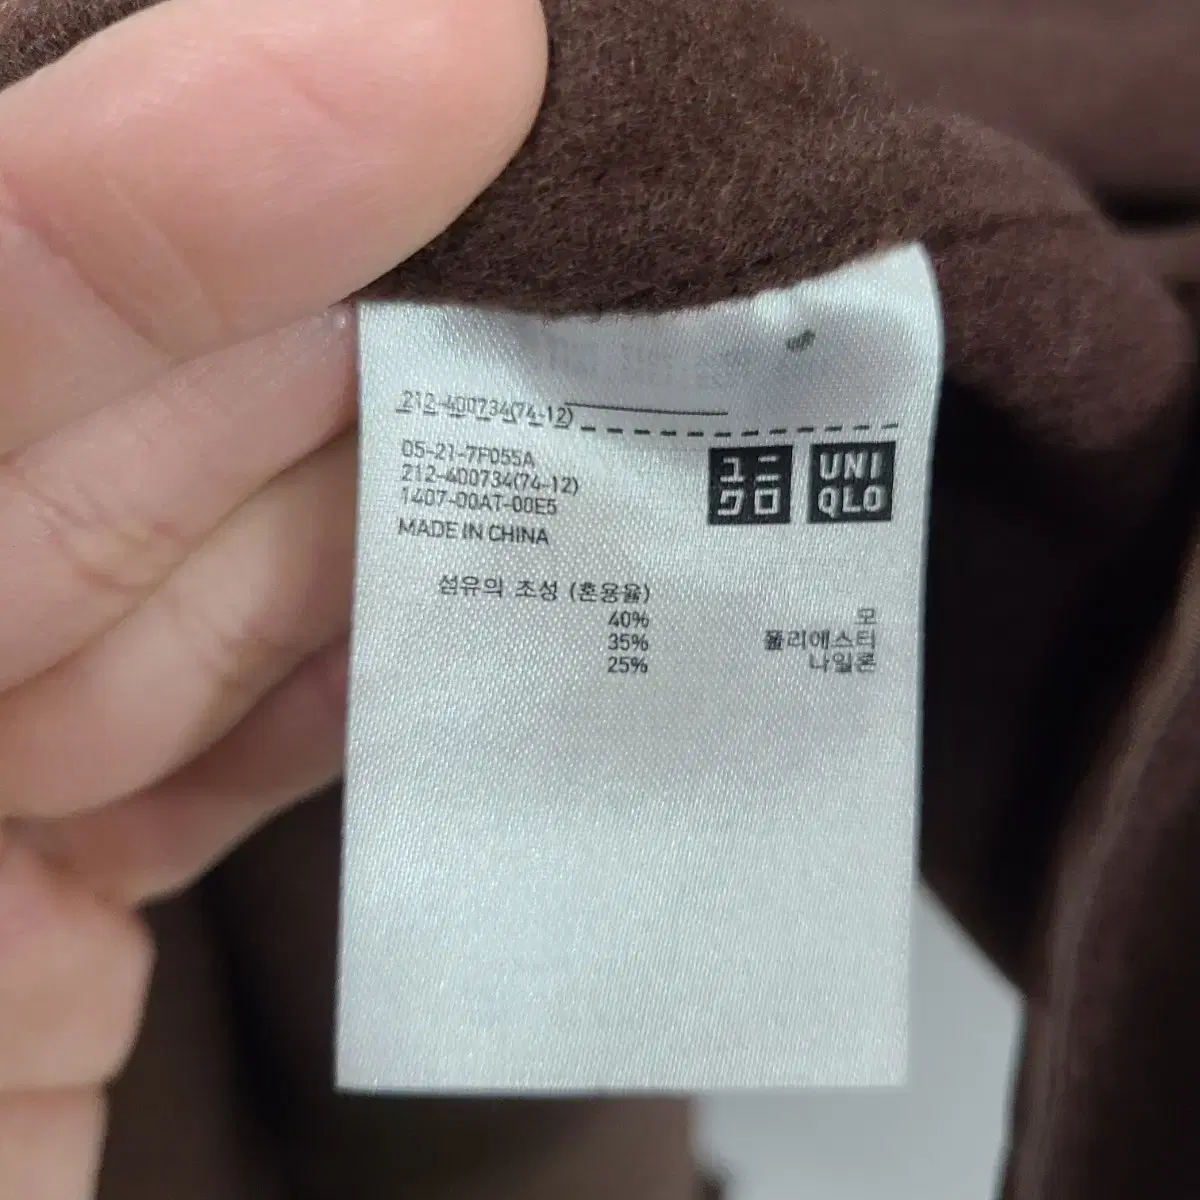 212-400734(74-12)
05-21-7F055A
212-400734(74-12)
1407-00AT-00E5
MADE IN CHINA
ユニ
クロ
UNI
QLO
섬유의 조성 (혼용율)
40% 모
35% 폴리에스터
25% 나일론